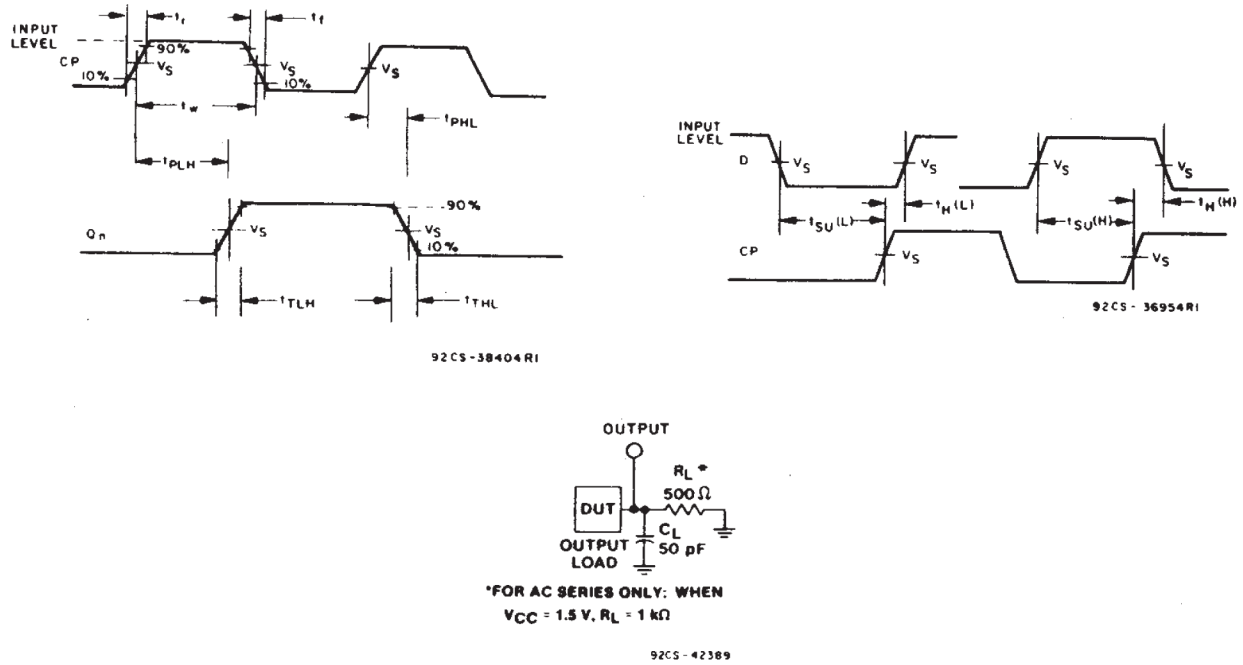 INPUT
LEVEL
CP
10%
tr
90%
VS
tw
tf
VS
10%
VS
tPHL
tPLH
Qn
VS
90%
VS
10%
tTLH
tTHL
92CS-38404R1
INPUT
LEVEL
D
VS
VS
VS
VS
tSU(L)
tH(L)
tSU(H)
tH(H)
CP
VS
VS
92CS-36954R1
OUTPUT
RL*
500Ω
DUT
CL
50 pF
OUTPUT
LOAD
*FOR AC SERIES ONLY: WHEN
VCC = 1.5 V, RL = 1 kΩ
92CS-42389